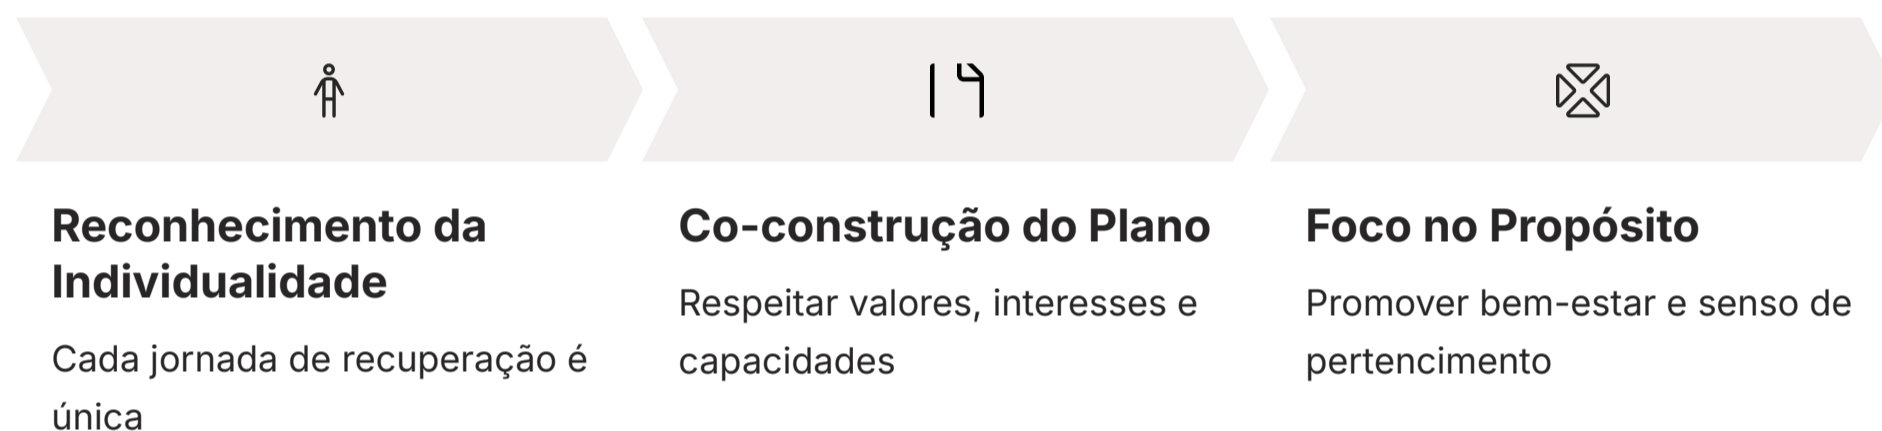 Reconhecimento da
Individualidade
Cada jornada de recuperação é
única
Co-construção do Plano
Respeitar valores, interesses e
capacidades
Foco no Propósito
Promover bem-estar e senso de
pertencimento